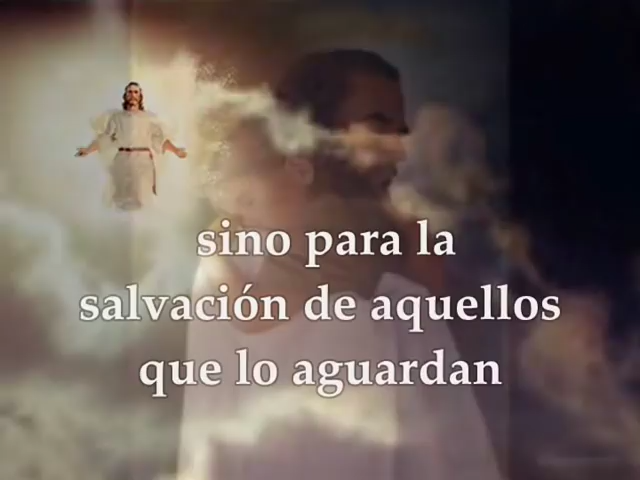 sino para la
salvación de aquellos
que lo aguardan